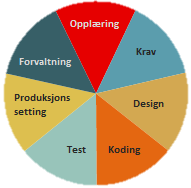 Opplæring
Krav
Design
Koding
Test
Produksjons
setting
Forvaltning